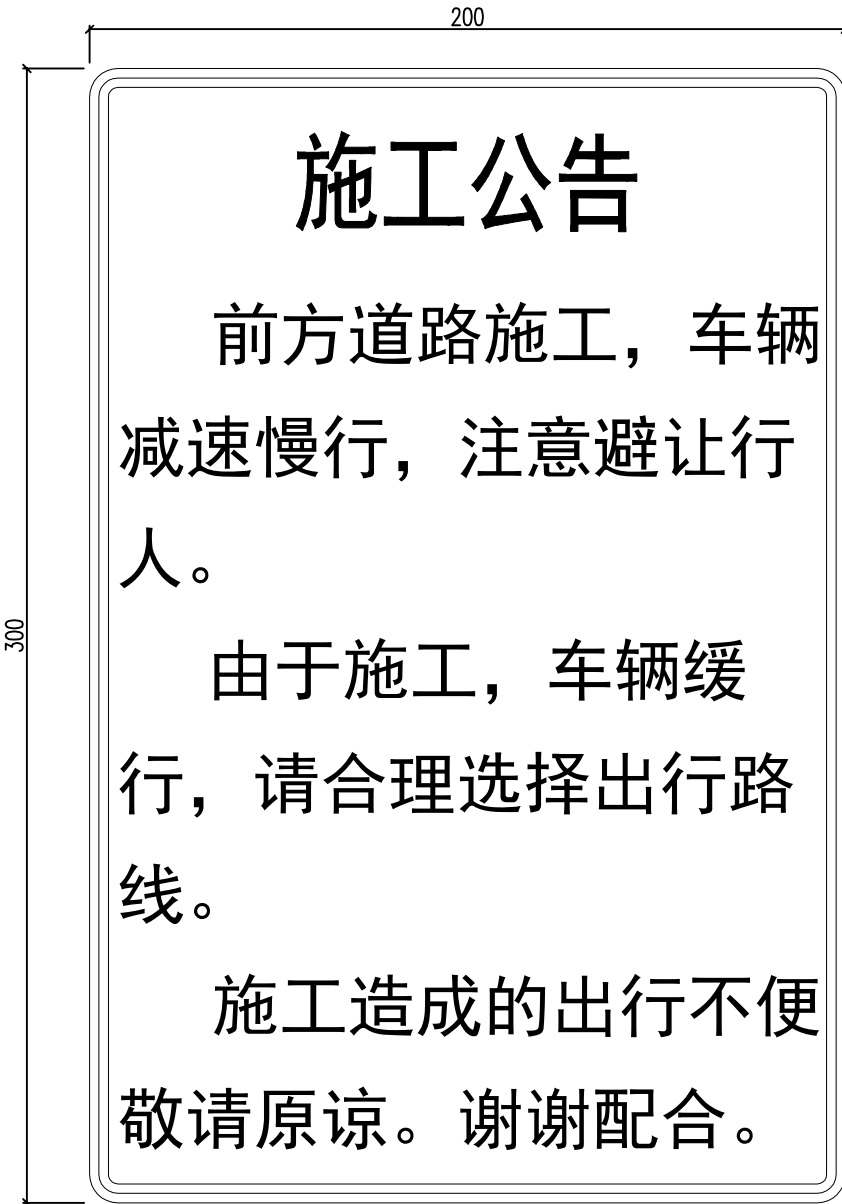 200
300
施工公告
前方道路施工，车辆
减速慢行，注意避让行
人。
由于施工，车辆缓
行，请合理选择出行路
线。
施工造成的出行不便
敬请原谅。谢谢配合。